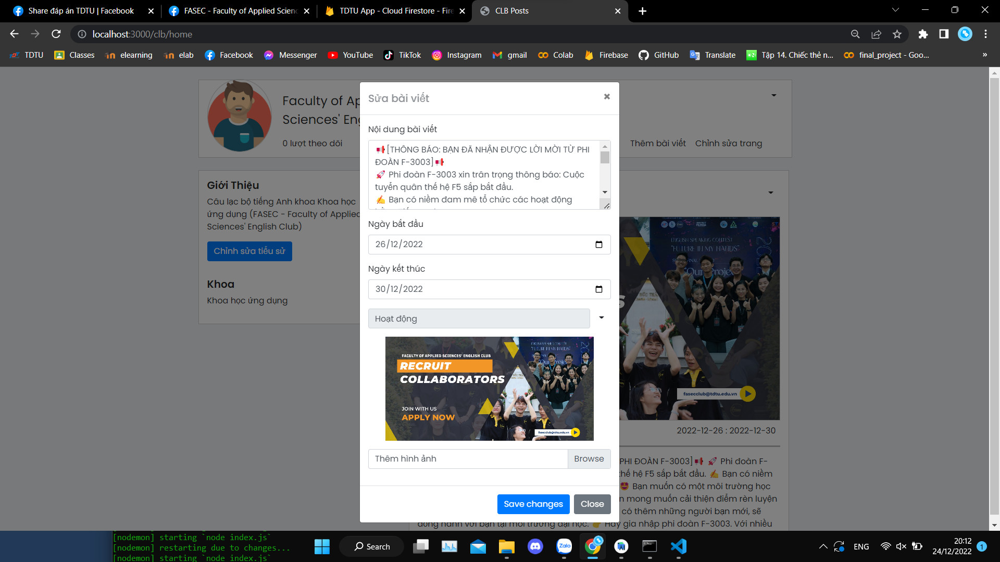 Share đáp án TDTU | Facebook
FASEC - Faculty of Applied Scienc
TDTU App - Cloud Firestore - Fire
CLB Posts
localhost:3000/clb/home
TDTU
Classes
elearning
elab
Facebook
Messenger
YouTube
TikTok
Instagram
gmail
Colab
Firebase
GitHub
Translate
Tập 14. Chiếc thẻ n...
final_project - Goo...
»
Faculty of Ap
Sciences' Eng
0 lượt theo dõi
Thêm bài viết
Chỉnh sửa trang
Giới Thiệu
Câu lạc bộ tiếng Anh khoa Khoa học
ứng dụng (FASEC - Faculty of Applied
Sciences' English Club)
Chỉnh sửa tiểu sử
Khoa
Khoa học ứng dụng
Sửa bài viết
×
Nội dung bài viết
📢[THÔNG BÁO: BẠN ĐÃ NHẬN ĐƯỢC LỜI MỜI TỪ PHI
ĐOÀN F-3003]📢
🚀 Phi đoàn F-3003 xin trân trọng thông báo: Cuộc
tuyển quân thế hệ F5 sắp bắt đầu.
✍️ Bạn có niềm đam mê tổ chức các hoạt động
Ngày bắt đầu
26/12/2022
Ngày kết thúc
30/12/2022
Hoạt động
FACULTY OF APPLIED SCIENCES' ENGLISH CLUB
RECRUIT
COLLABORATORS
JOIN WITH US
APPLY NOW
ENGLISH SPEAKING CONTEST
"FUTURE IN MY HANDS"
"Our Projec
fasecclub@tdtu.edu.vn
Thêm hình ảnh
Browse
Save changes
Close
ENGLISH SPEAKING CONTEST
"FUTURE IN MY HANDS"
"Our Projec
S
fasecclub@tdtu.edu.vn
2022-12-26 : 2022-12-30
PHI ĐOÀN F-3003]📢 🚀 Phi đoàn F-
thế hệ F5 sắp bắt đầu. ✍️ Bạn có niềm
🤩 Bạn muốn có một môi trường học
n mong muốn cải thiện điểm rèn luyện
có thêm những người bạn mới, sẽ
đồng hành với bạn tại môi trường đại học. 👉 Hãy gia nhập phi đoàn F-3003. Với nhiều
[nodemon] starting `node index.js`
[nodemon] restarting due to changes...
[nodemon] starting `node index.js`
Search
Zalo
ENG
20:12
24/12/2022
1